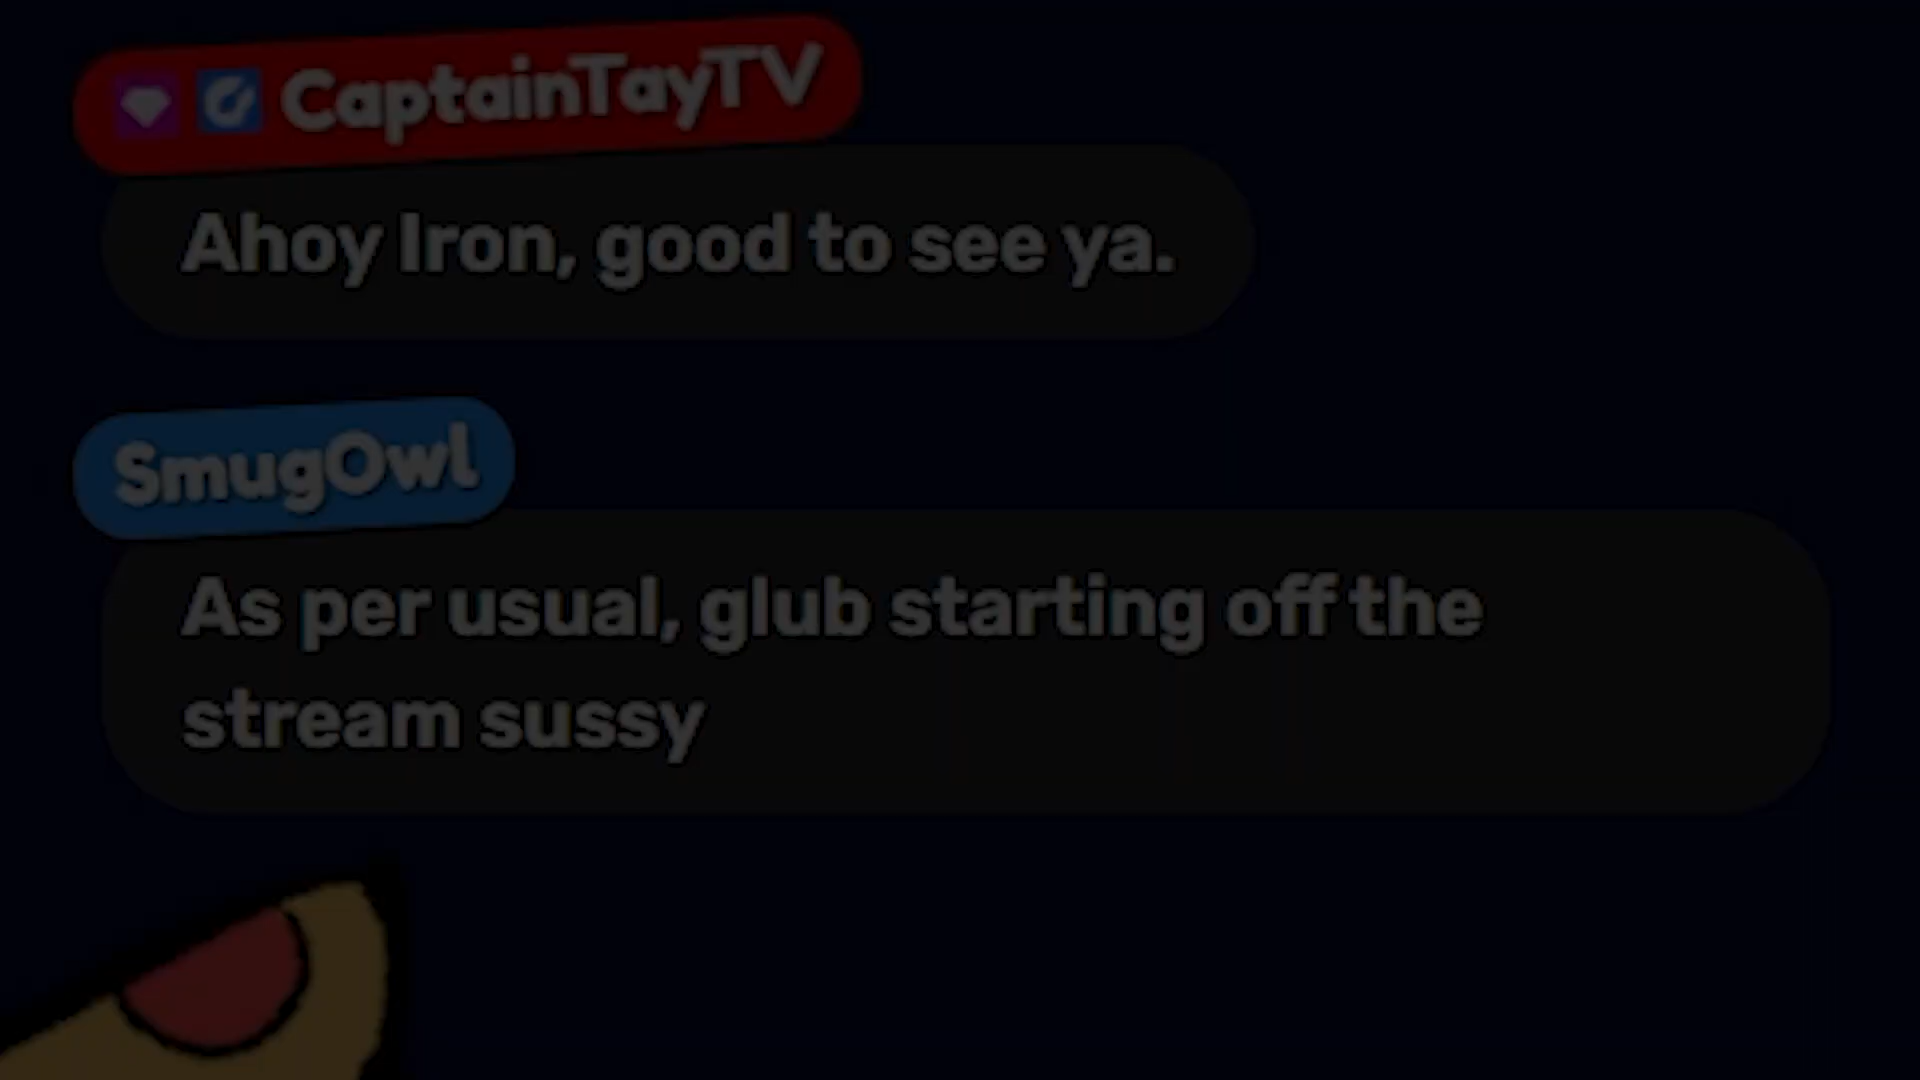 CaptainTayTV
Ahoy Iron, good to see ya.
SmugOwl
As per usual, glub starting off the
stream sussy